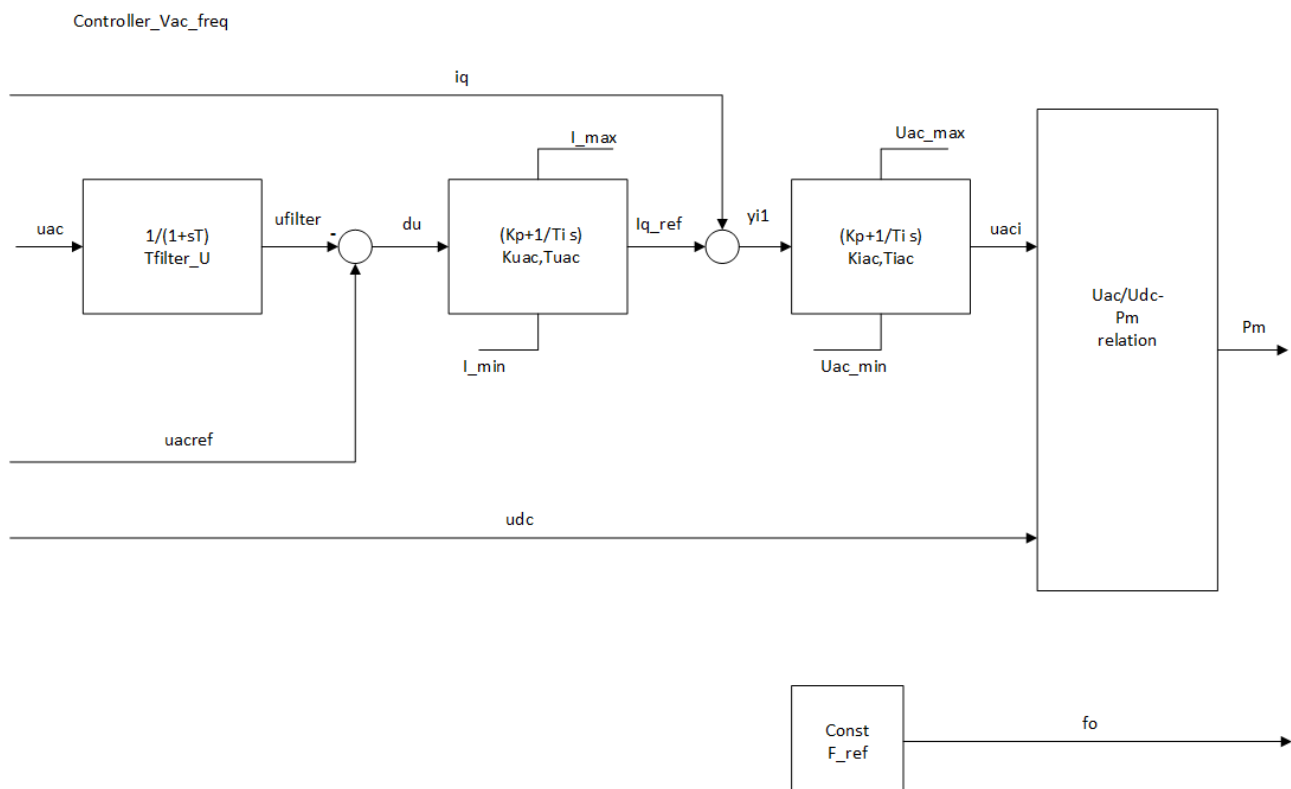 Controller_Vac_freq
iq
I_max
Uac_max
uac
1/(1+sT)
Tfilter_U
ufilter
-
du
(Kp+1/Ti s)
Kuac,Tuac
Iq_ref
yi1
(Kp+1/Ti s)
Kiac,Tiac
uaci
Uac/Udc-
Pm
relation
Pm
I_min
Uac_min
uacref
udc
Const
F_ref
fo